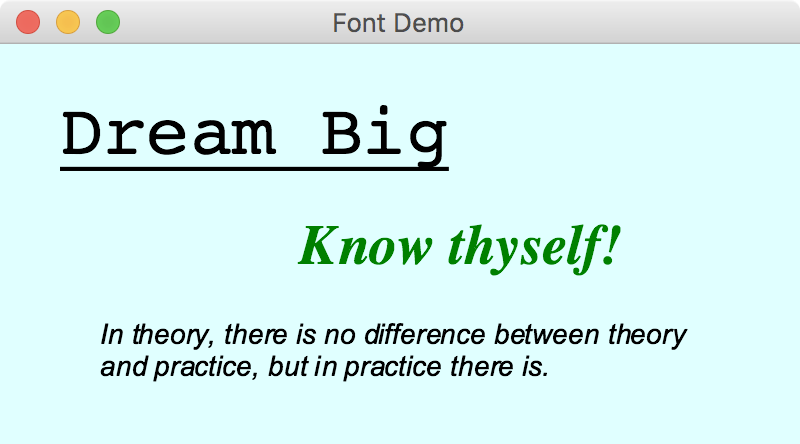 Font Demo
Dream Big
Know thyself!
In theory, there is no difference between theory
and practice, but in practice there is.